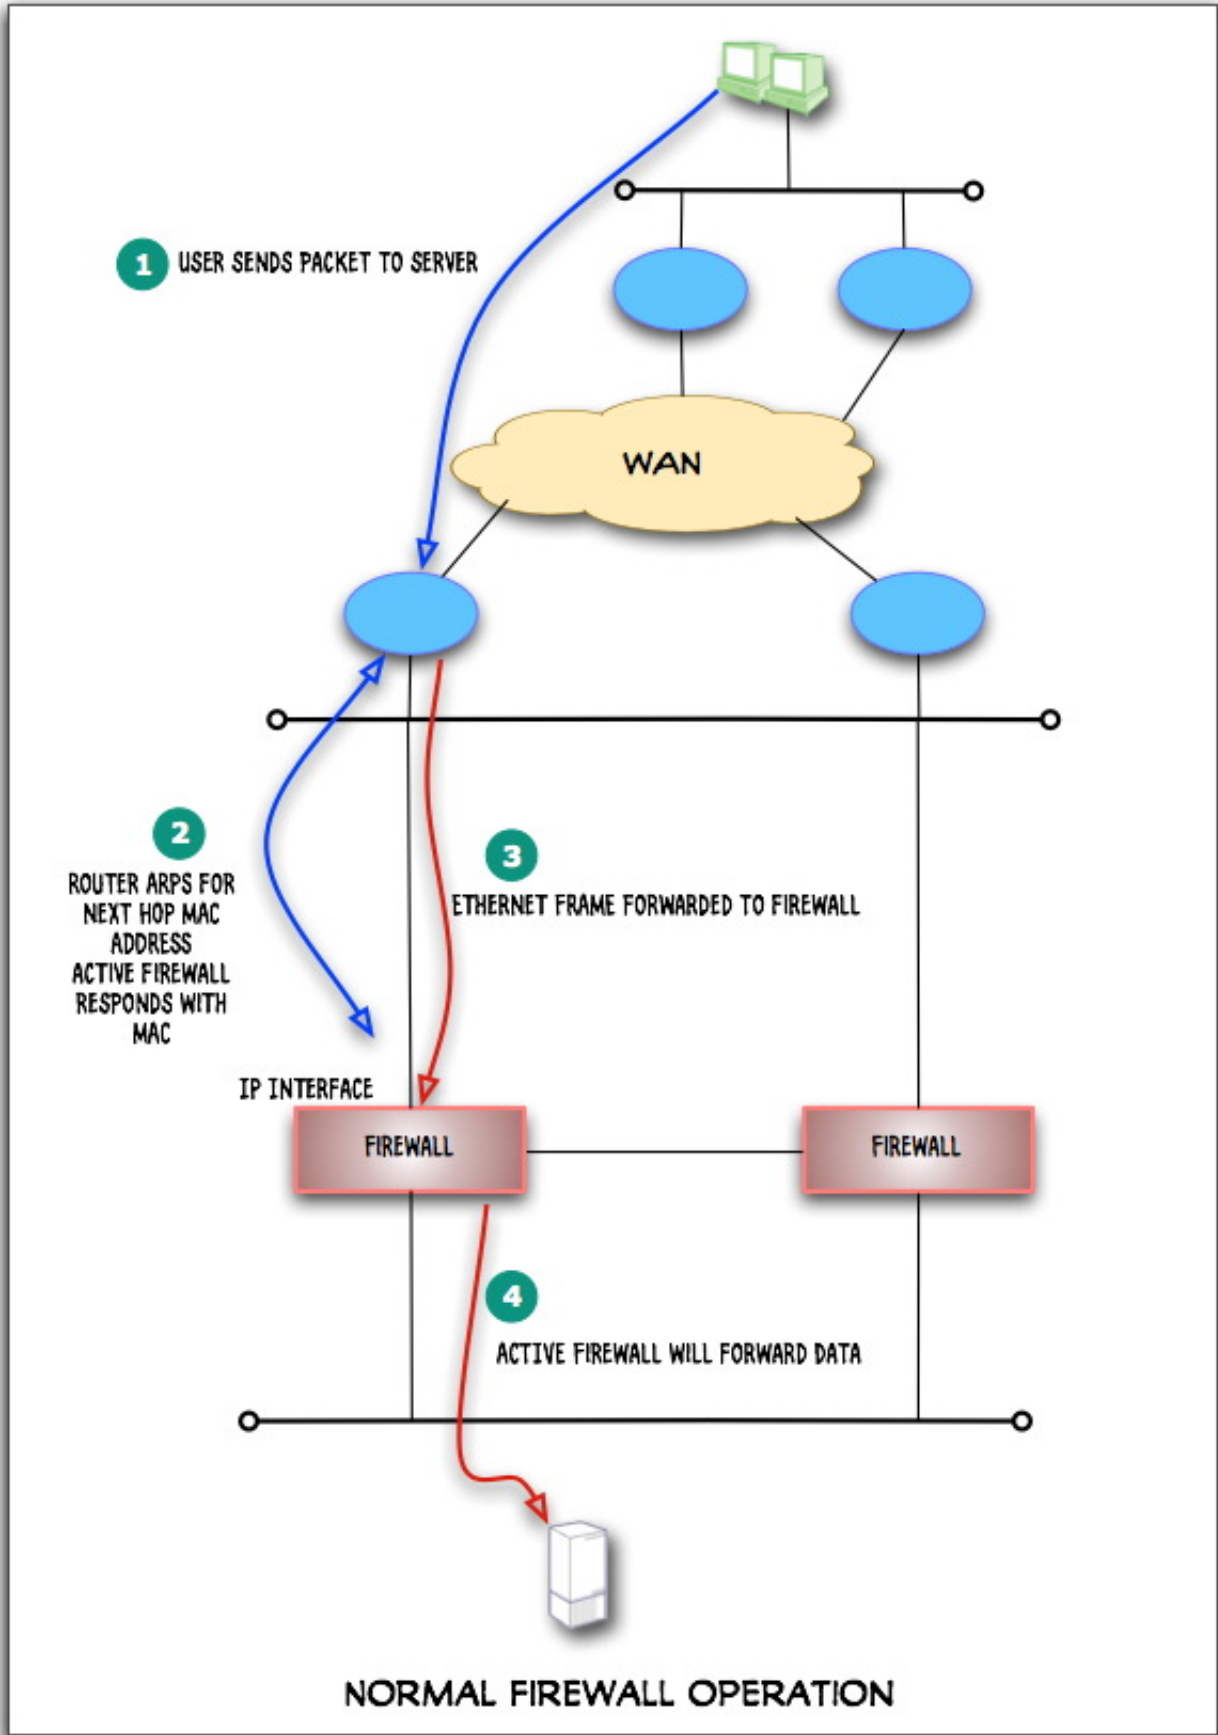 1
USER SENDS PACKET TO SERVER
WAN
2
ROUTER ARPS FOR
NEXT HOP MAC
ADDRESS
ACTIVE FIREWALL
RESPONDS WITH
MAC
3
ETHERNET FRAME FORWARDED TO FIREWALL
IP INTERFACE
FIREWALL
FIREWALL
4
ACTIVE FIREWALL WILL FORWARD DATA
NORMAL FIREWALL OPERATION